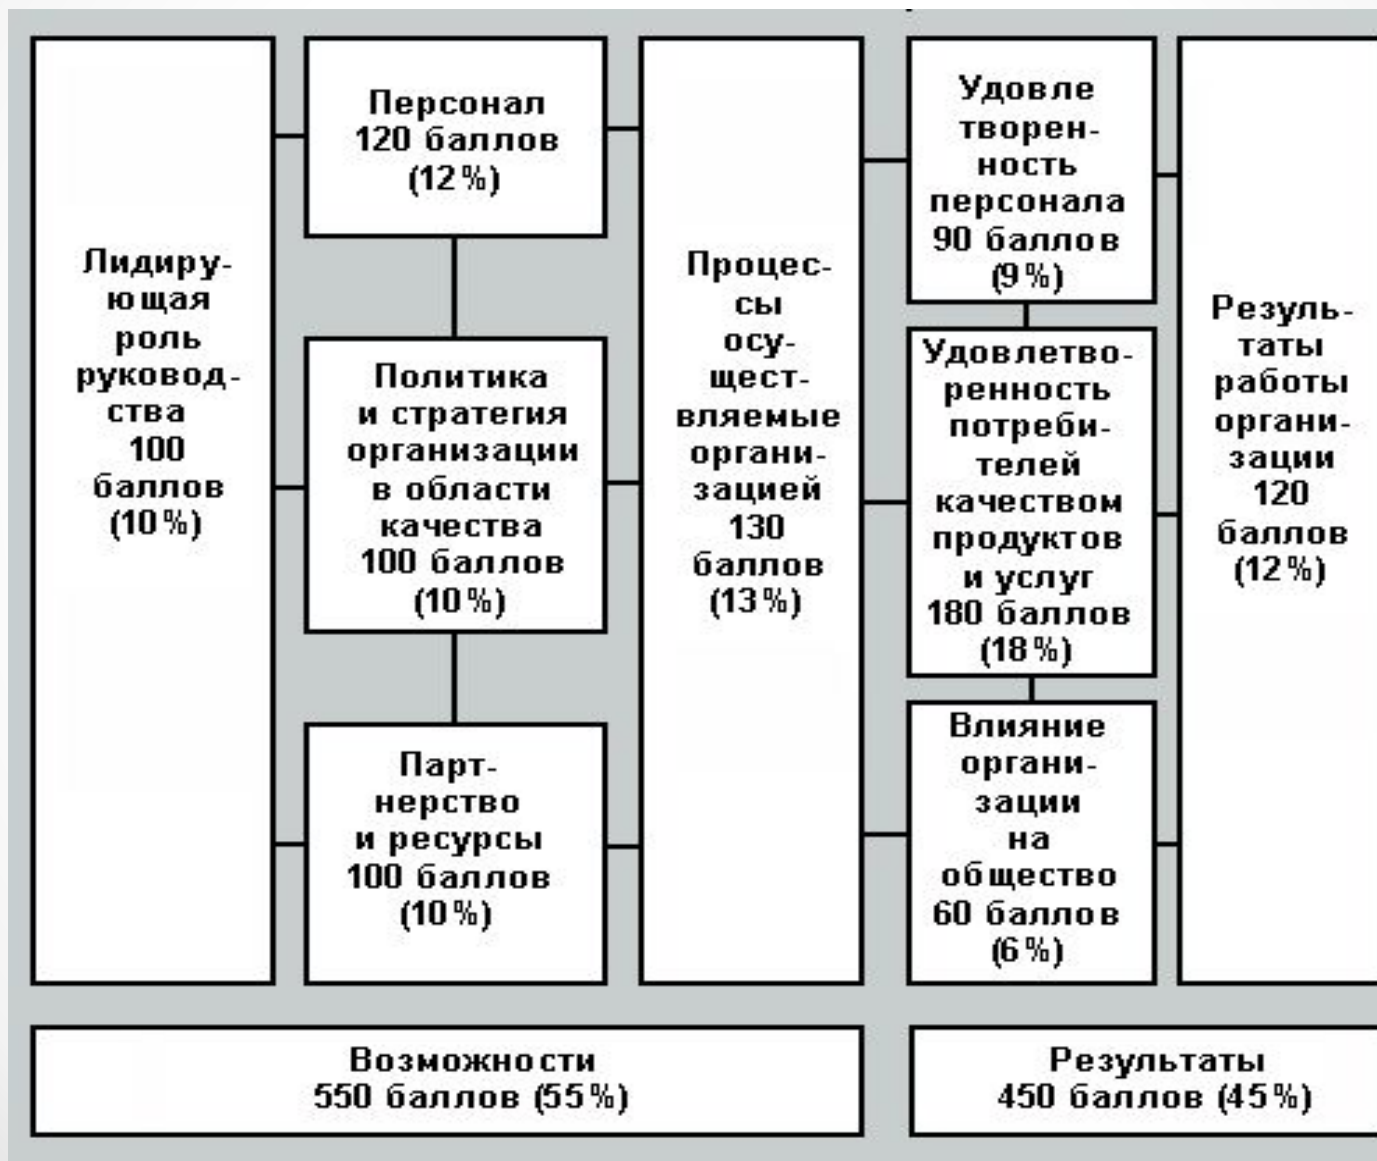 Лидиру-
ющая
роль
руковод-
ства
100
баллов
(10%)
Персонал
120 баллов
(12%)
Политика
и стратегия
организации
в области
качества
100 баллов
(10%)
Парт-
нерство
и ресурсы
100 баллов
(10%)
Процес-
сы
осу-
щест-
вляемые
органи-
зацией
130
баллов
(13%)
Удовле
творен-
ность
персонала
90 баллов
(9%)
Удовлетво-
ренность
потреби-
телей
качеством
продуктов
и услуг
180 баллов
(18%)
Влияние
органи-
зации
на
общество
60 баллов
(6%)
Резуль-
таты
работы
органи-
зации
120
баллов
(12%)
Возможности
550 баллов (55%)
Результаты
450 баллов (45%)